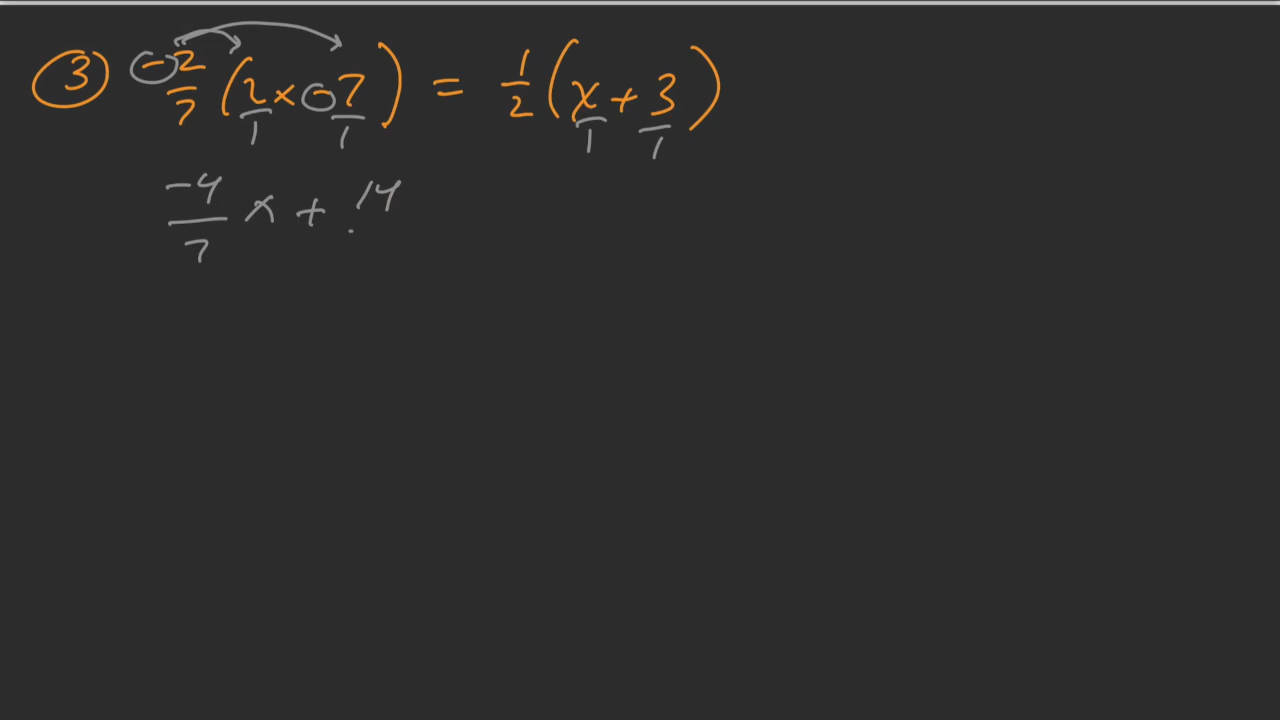 ③ -2/7 (2/1 x - 7/1) = 1/2 (x/1 + 3/1)
-4/7 x + 14